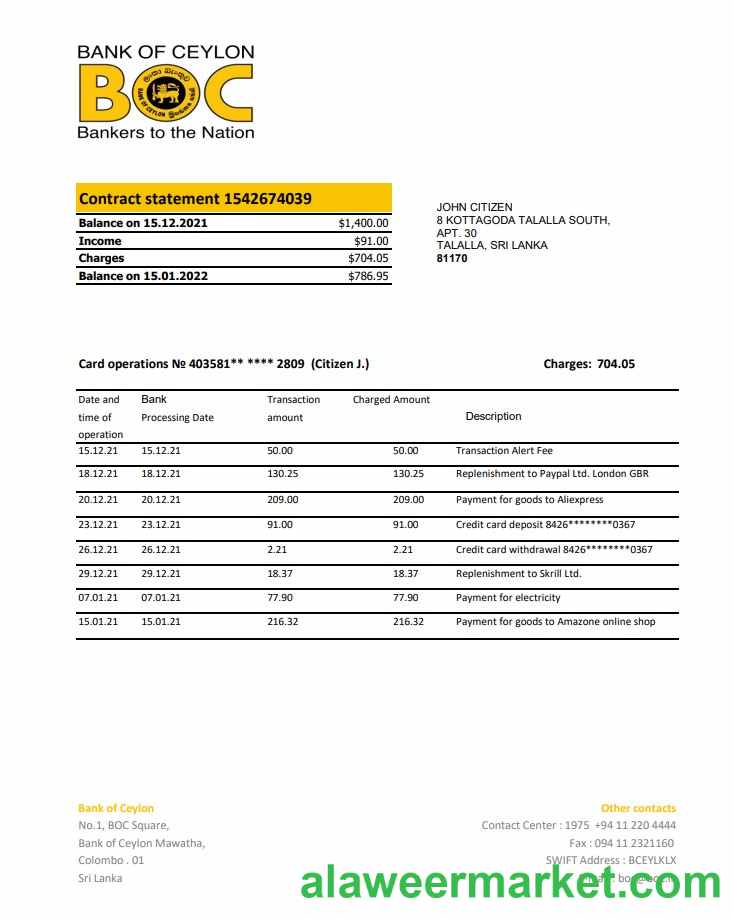 BANK OF CEYLON
BOC
Bankers to the Nation
Contract statement 1542674039
Balance on 15.12.2021 $1,400.00
Income $91.00
Charges $704.05
Balance on 15.01.2022 $786.95
JOHN CITIZEN
8 KOTTAGODA TALALLA SOUTH,
APT. 30
TALALLA, SRI LANKA
81170
Card operations № 403581** **** 2809 (Citizen J.) Charges: 704.05
Date and time of operation Bank Processing Date Transaction amount Charged Amount Description
15.12.21 15.12.21 50.00 50.00 Transaction Alert Fee
18.12.21 18.12.21 130.25 130.25 Replenishment to Paypal Ltd. London GBR
20.12.21 20.12.21 209.00 209.00 Payment for goods to Aliexpress
23.12.21 23.12.21 91.00 91.00 Credit card deposit 8426********0367
26.12.21 26.12.21 2.21 2.21 Credit card withdrawal 8426********0367
29.12.21 29.12.21 18.37 18.37 Replenishment to Skrill Ltd.
07.01.21 07.01.21 77.90 77.90 Payment for electricity
15.01.21 15.01.21 216.32 216.32 Payment for goods to Amazone online shop
Bank of Ceylon
No.1, BOC Square,
Bank of Ceylon Mawatha,
Colombo . 01
Sri Lanka
Other contacts
Contact Center : 1975 +94 11 220 4444
Fax : 094 11 2321160
SWIFT Address : BCEYLKLX
alaweermarket.com